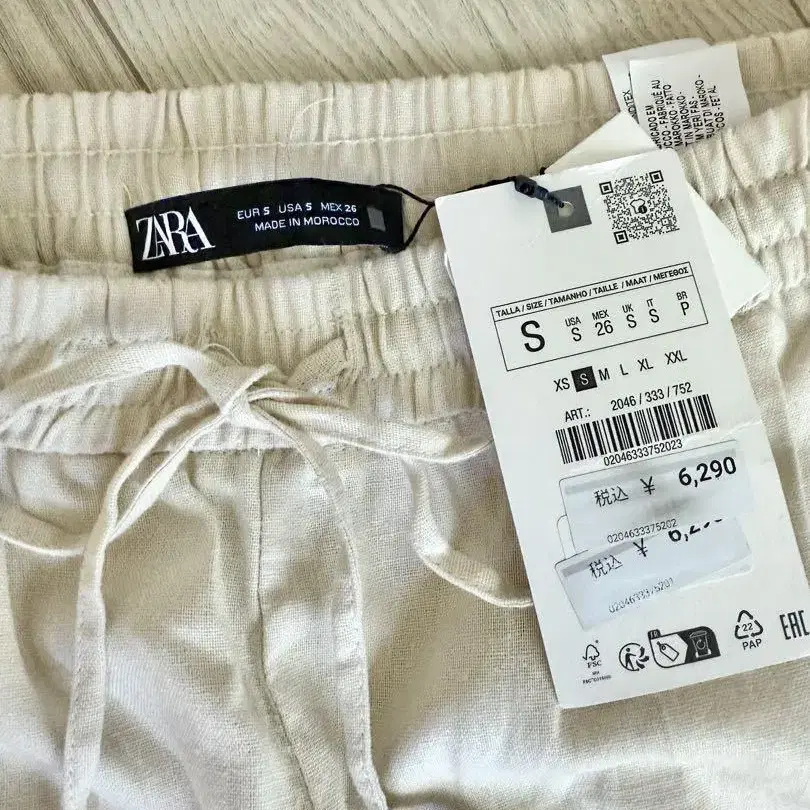 ZARA
EUR S USA S MEX 26
MADE IN MOROCCO
TALLA / SIZE / TAMANHO / TAILLE / MAAT / ΜΕΓΕΘΟΣ
S
USA MEX UK IT BR
S 26 S S P
XS S M L XL XXL
ART.: 2046 / 333 / 752
02046333752023
税込 ¥ 6,290
0204633375202
税込 ¥
FR
FSC
22
PAP
EAC